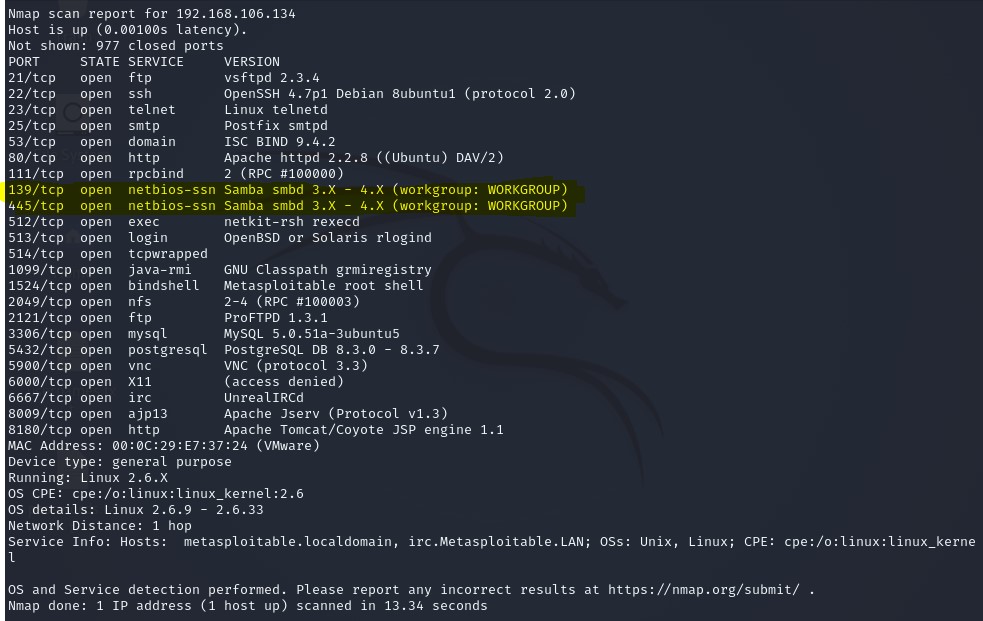 Nmap scan report for 192.168.106.134
Host is up (0.00100s latency).
Not shown: 977 closed ports
PORT     STATE SERVICE     VERSION
21/tcp   open  ftp         vsftpd 2.3.4
22/tcp   open  ssh         OpenSSH 4.7p1 Debian 8ubuntu1 (protocol 2.0)
23/tcp   open  telnet      Linux telnetd
25/tcp   open  smtp        Postfix smtpd
53/tcp   open  domain      ISC BIND 9.4.2
80/tcp   open  http        Apache httpd 2.2.8 ((Ubuntu) DAV/2)
111/tcp  open  rpcbind     2 (RPC #100000)
139/tcp  open  netbios-ssn Samba smbd 3.X - 4.X (workgroup: WORKGROUP)
445/tcp  open  netbios-ssn Samba smbd 3.X - 4.X (workgroup: WORKGROUP)
512/tcp  open  exec        netkit-rsh rexecd
513/tcp  open  login       OpenBSD or Solaris rlogind
514/tcp  open  tcpwrapped
1099/tcp open  java-rmi    GNU Classpath grmiregistry
1524/tcp open  bindshell   Metasploitable root shell
2049/tcp open  nfs         2-4 (RPC #100003)
2121/tcp open  ftp         ProFTPD 1.3.1
3306/tcp open  mysql       MySQL 5.0.51a-3ubuntu5
5432/tcp open  postgresql  PostgreSQL DB 8.3.0 - 8.3.7
5900/tcp open  vnc         VNC (protocol 3.3)
6000/tcp open  X11         (access denied)
6667/tcp open  irc         UnrealIRCd
8009/tcp open  ajp13       Apache Jserv (Protocol v1.3)
8180/tcp open  http        Apache Tomcat/Coyote JSP engine 1.1
MAC Address: 00:0C:29:E7:37:24 (VMware)
Device type: general purpose
Running: Linux 2.6.X
OS CPE: cpe:/o:linux:linux_kernel:2.6
OS details: Linux 2.6.9 - 2.6.33
Network Distance: 1 hop
Service Info: Hosts:  metasploitable.localdomain, irc.Metasploitable.LAN; OSs: Unix, Linux; CPE: cpe:/o:linux:linux_kerne
l
OS and Service detection performed. Please report any incorrect results at https://nmap.org/submit/ .
Nmap done: 1 IP address (1 host up) scanned in 13.34 seconds